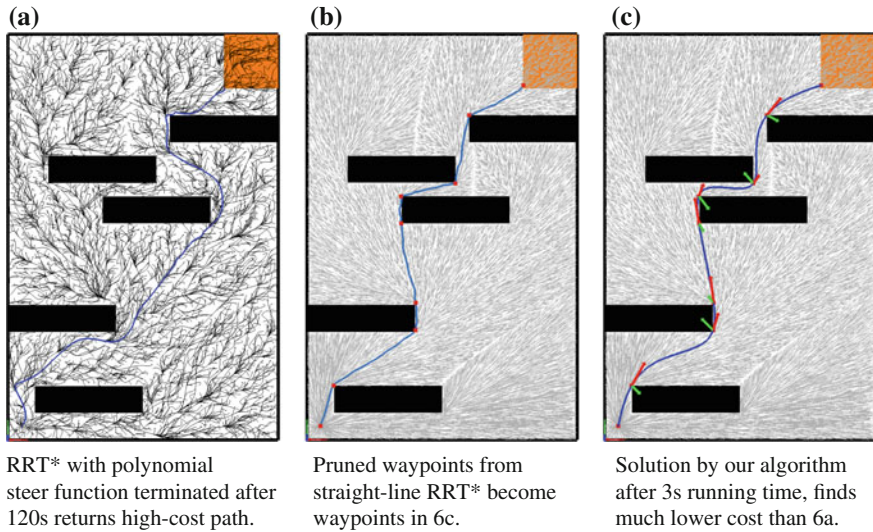 (a)
(b)
(c)
RRT* with polynomial
steer function terminated after
120s returns high-cost path.
Pruned waypoints from
straight-line RRT* become
waypoints in 6c.
Solution by our algorithm
after 3s running time, finds
much lower cost than 6a.